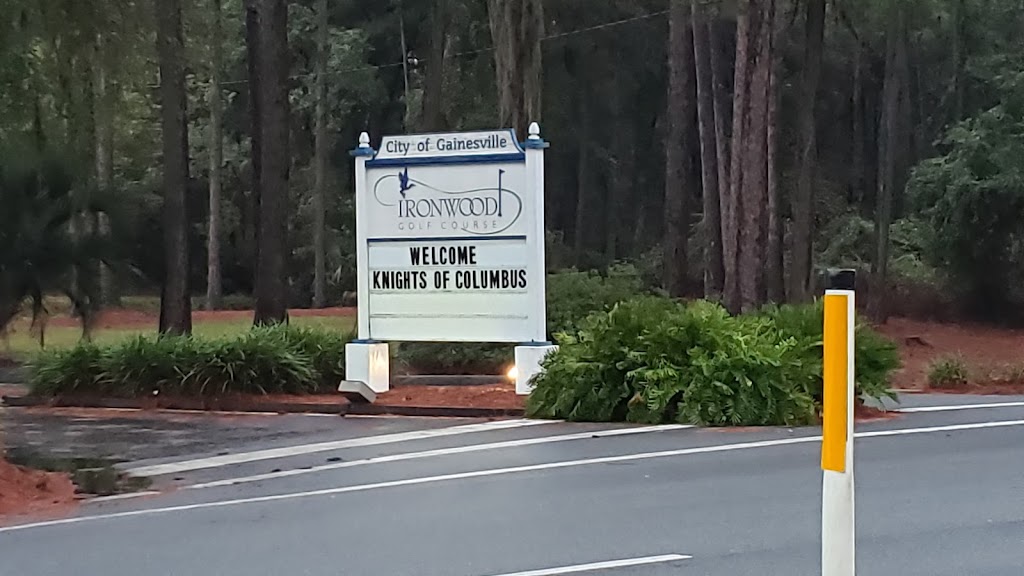 City of Gainesville
IRONWOOD
GOLF COURSE
WELCOME
KNIGHTS OF COLUMBUS